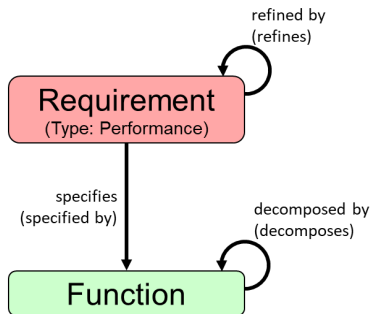 refined by
(refines)
Requirement
(Type: Performance)
specifies
(specified by)
decomposed by
(decomposes)
Function